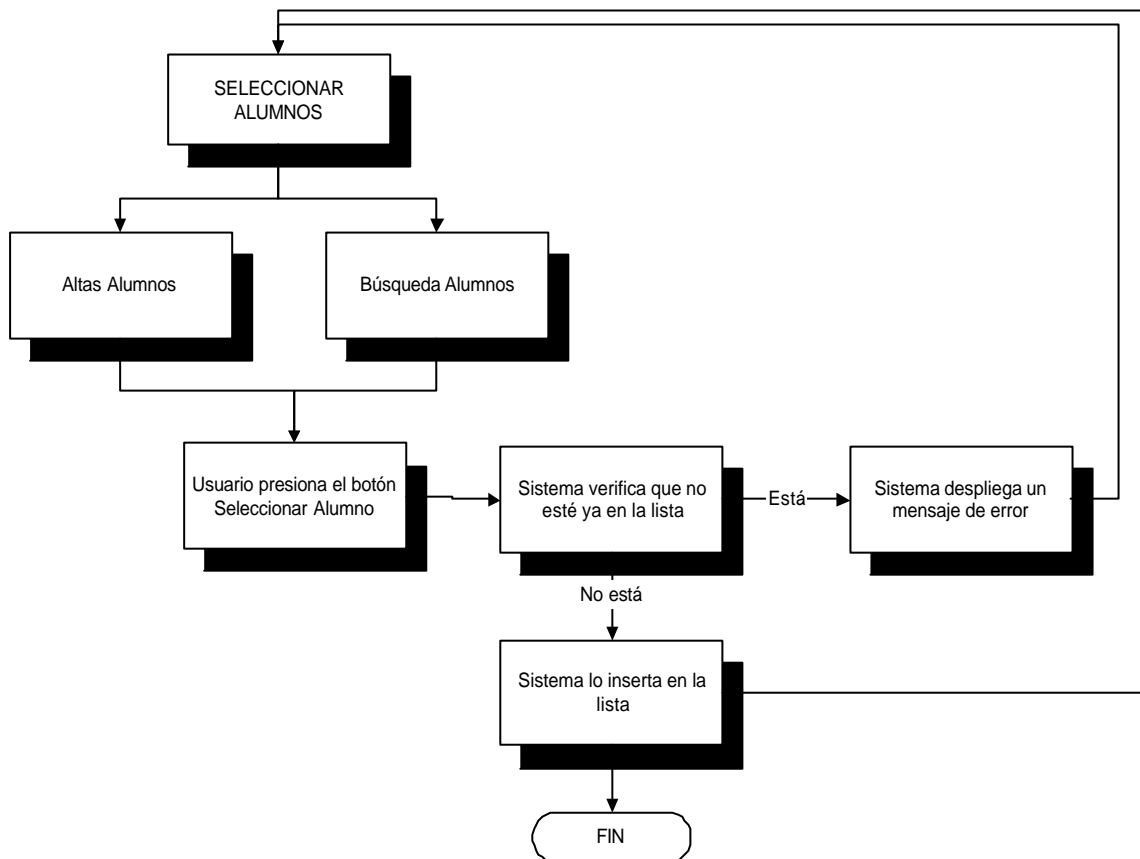 SELECCIONAR
ALUMNOS
Altas Alumnos
Búsqueda Alumnos
Usuario presiona el botón
Seleccionar Alumno
Sistema verifica que no
esté ya en la lista
Está
Sistema despliega un
mensaje de error
No está
Sistema lo inserta en la
lista
FIN